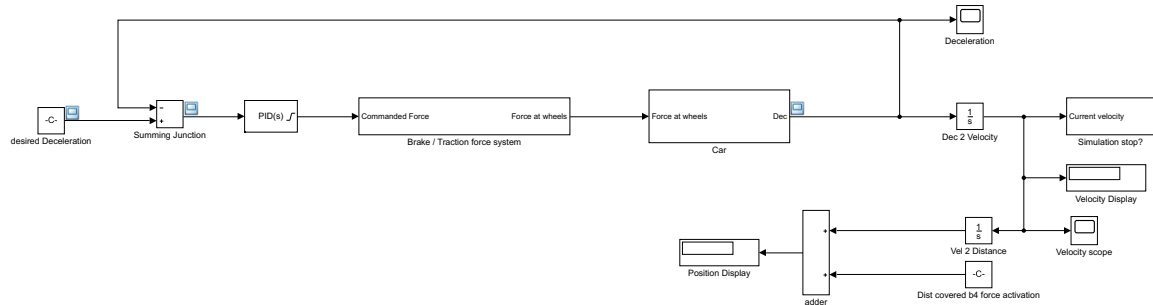 Deceleration
-C-
desired Deceleration
−
+
Summing Junction
PID(s)
Commanded Force
Force at wheels
Brake / Traction force system
Force at wheels
Dec
Car
1
s
Dec 2 Velocity
Current velocity
Simulation stop?
Velocity Display
Velocity scope
1
s
Vel 2 Distance
-C-
Dist covered b4 force activation
+
+
adder
Position Display